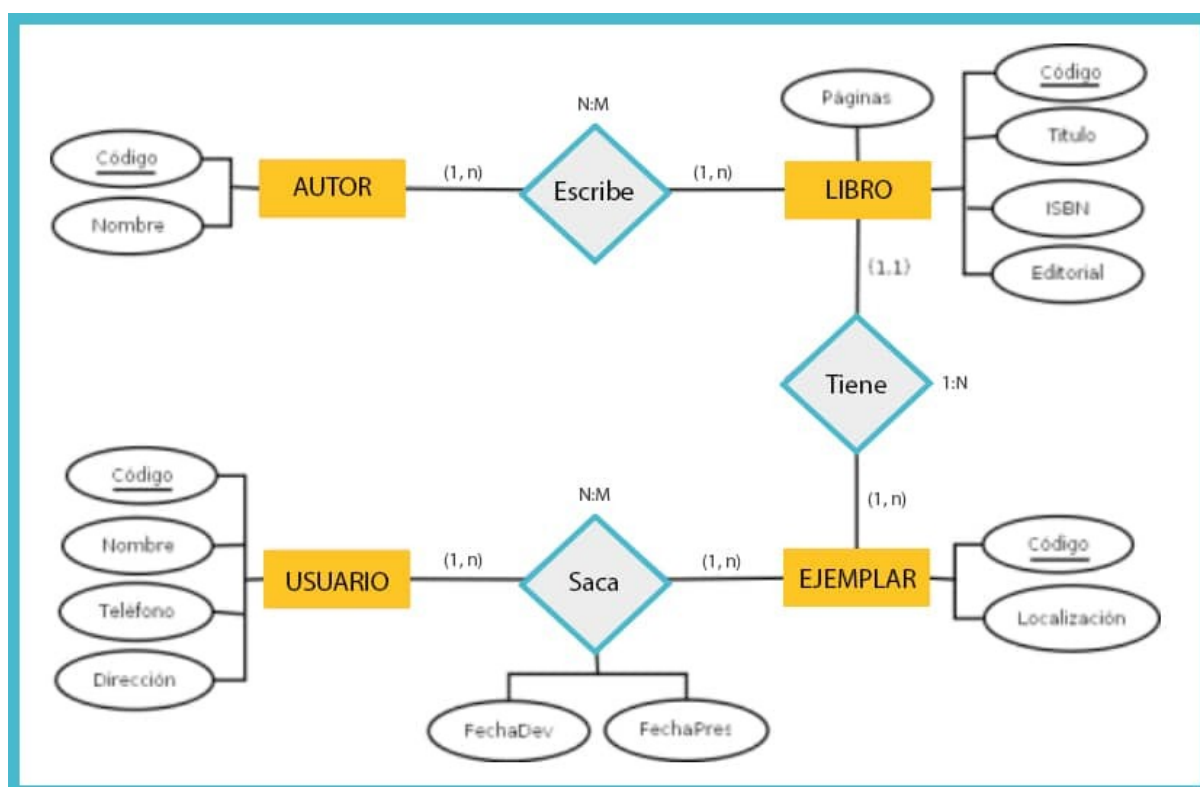 N:M
Páginas
Código
Título
ISBN
Editorial
Código
Nombre
AUTOR
(1, n)
Escribe
(1, n)
LIBRO
(1.1)
Tiene
1:N
(1, n)
Código
Nombre
Teléfono
Dirección
USUARIO
(1, n)
N:M
Saca
(1, n)
EJEMPLAR
Código
Localización
FechaDev
FechaPres